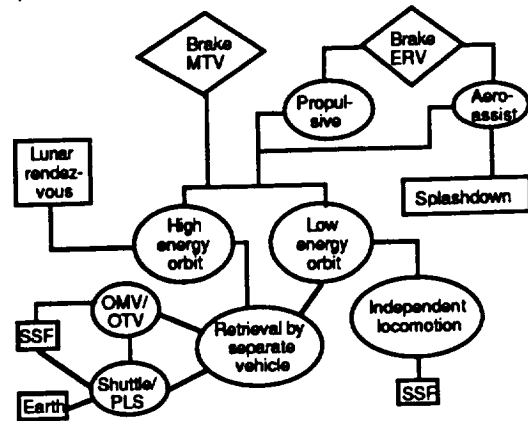 Brake
MTV
Brake
ERV
Propul-
sive
Aero-
assist
Lunar
rendez-
vous
Splashdown
High
energy
orbit
Low
energy
orbit
OMV/
OTV
Independent
locomotion
SSF
Retrieval by
separate
vehicle
Shuttle/
PLS
SSF
Earth